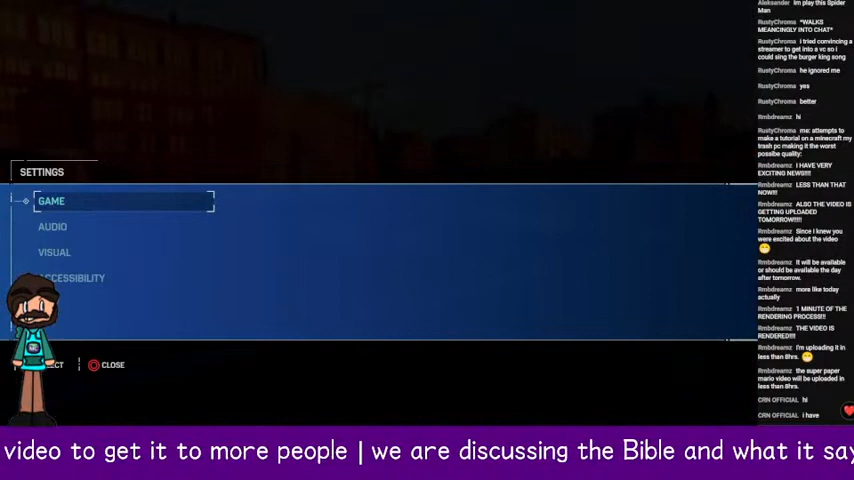 SETTINGS
GAME
AUDIO
VISUAL
ACCESSIBILITY
CLOSE
Aleksander Im play this Spider
Man
RustyChroma *WALKS
MEANCINGLY INTO CHAT*
RustyChroma i tried convincing a
streamer to get into a vc so i
could sing the burger king song
RustyChroma he ignored me
RustyChroma yes
RustyChroma better
Rmbdreamz hi
RustyChroma me: attempts to
make a tutorial on a minecraft my
trash pc making it the worst
possibe quality:
Rmbdreamz I HAVE VERY
EXCITING NEWS!!!!
Rmbdreamz LESS THAN THAT
NOW!!!
Rmbdreamz ALSO THE VIDEO IS
GETTING UPLOADED
TOMORROW!!!!!
Rmbdreamz Since i knew you
were excited about the video
Rmbdreamz It will be available
or should be available the day
after tomorrow.
Rmbdreamz more like today
actually
Rmbdreamz 1 MINUTE OF THE
RENDERING PROCESS!!!
Rmbdreamz THE VIDEO IS
RENDERED!!!!
Rmbdreamz I'm uploading it in
less than 8hrs.
Rmbdreamz the super paper
mario video will be uploaded in
less than 8hrs.
CRN OFFICIAL hi
CRN OFFICIAL i have
video to get it to more people | we are discussing the Bible and what it say